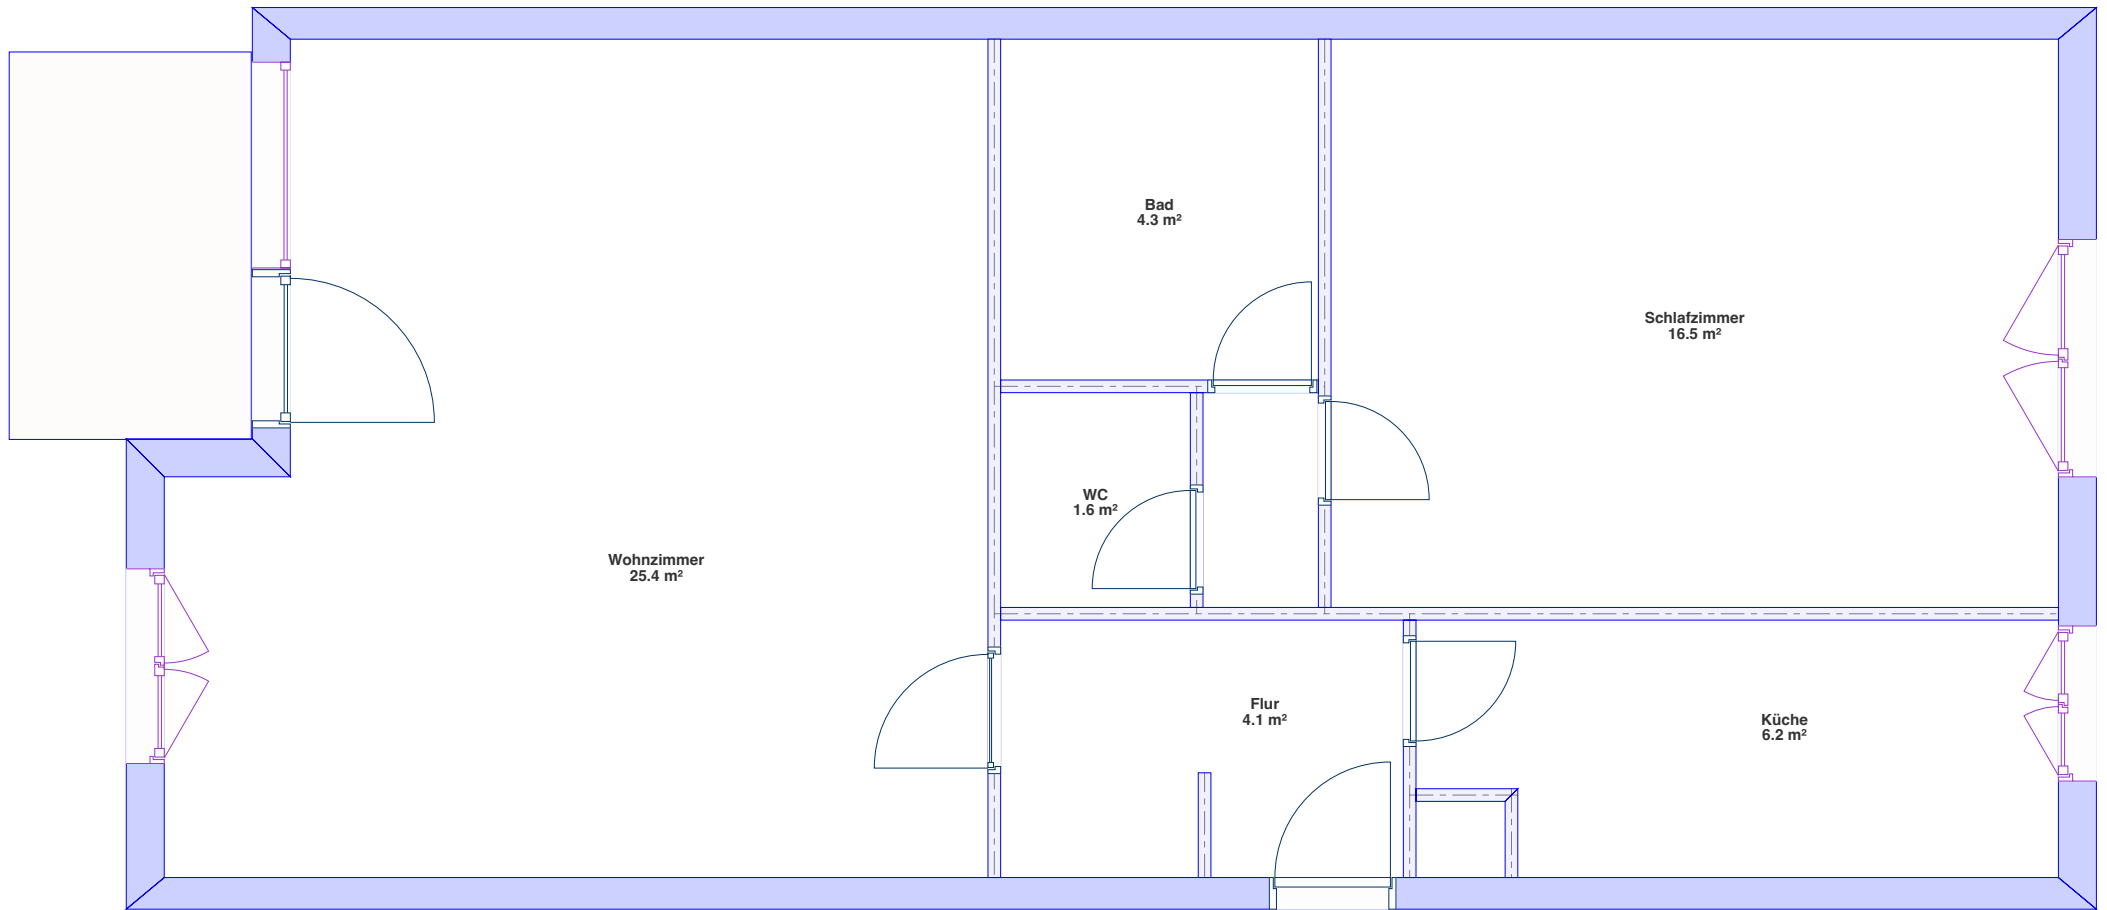 Bad
4.3 m²
Schlafzimmer
16.5 m²
WC
1.6 m²
Wohnzimmer
25.4 m²
Flur
4.1 m²
Küche
6.2 m²